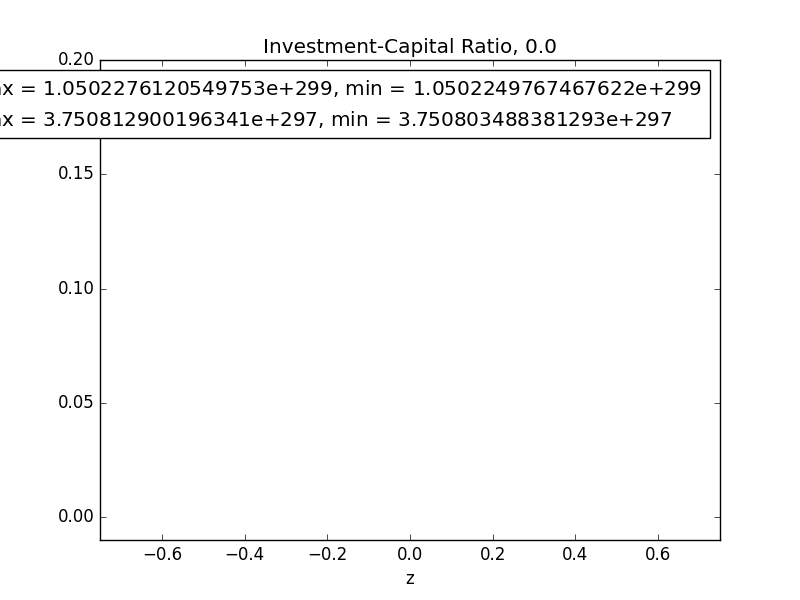 Investment-Capital Ratio, 0.0
0.20
= 1.0502276120549753e+299, min = 1.0502249767467622e+299
= 3.750812900196341e+297, min = 3.750803488381293e+297
0.15
0.10
0.05
0.00
−0.6 −0.4 −0.2 0.0 0.2 0.4 0.6
z